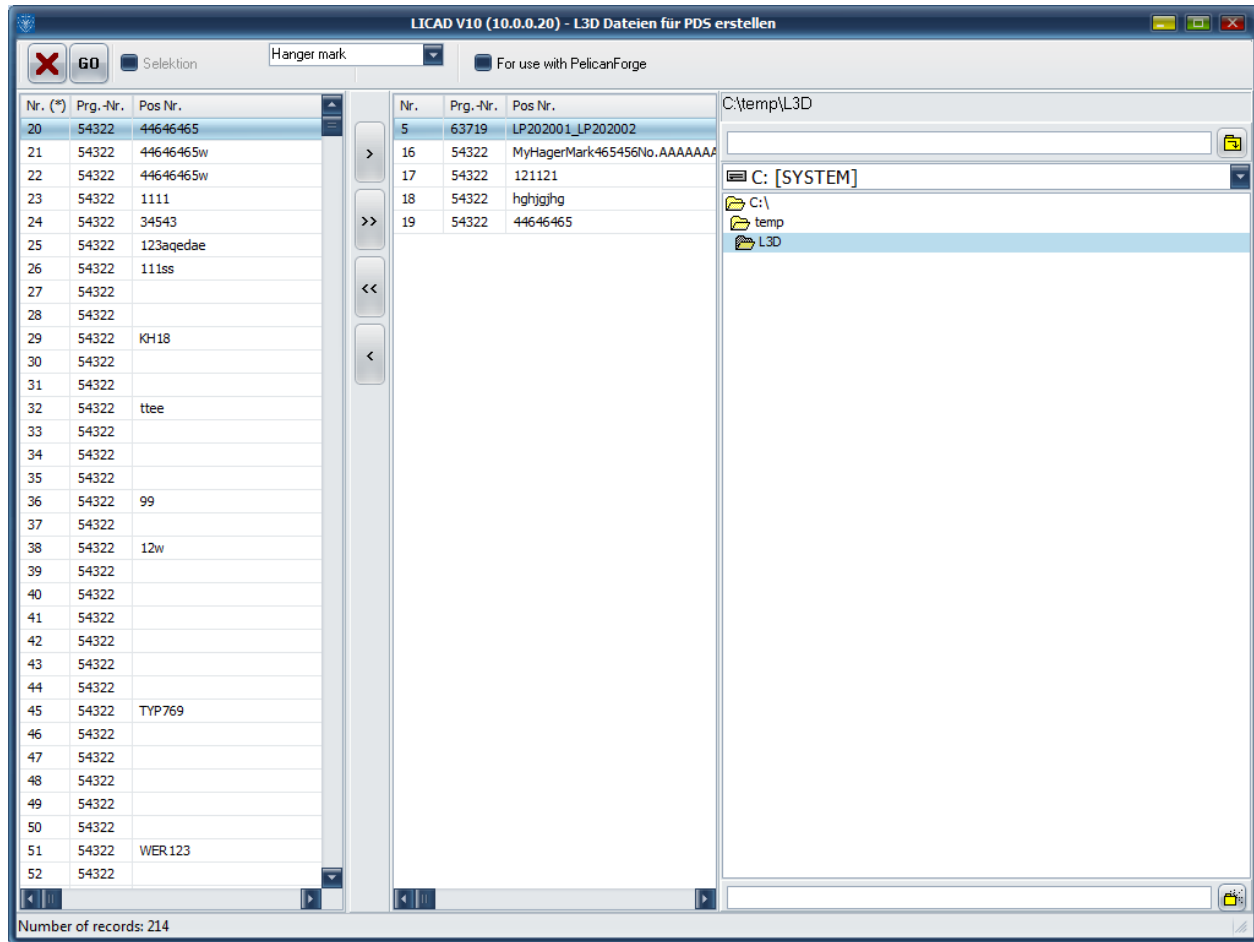 LICAD V10 (10.0.0.20) - L3D Dateien für PDS erstellen
GO
Selektion
Hanger mark
For use with PelicanForge
Nr. (*) Prg.-Nr. Pos Nr.
20 54322 44646465
21 54322 44646465w
22 54322 44646465w
23 54322 1111
24 54322 34543
25 54322 123aqedae
26 54322 111ss
27 54322
28 54322
29 54322 KH18
30 54322
31 54322
32 54322 ttee
33 54322
34 54322
35 54322
36 54322 99
37 54322
38 54322 12w
39 54322
40 54322
41 54322
42 54322
43 54322
44 54322
45 54322 TYP769
46 54322
47 54322
48 54322
49 54322
50 54322
51 54322 WER123
52 54322
>
>>
<<
<
Nr. Prg.-Nr. Pos Nr.
5 63719 LP202001_LP202002
16 54322 MyHagerMark465456No.AAAAAAA
17 54322 121121
18 54322 hghjgjhg
19 54322 44646465
C:\temp\L3D
C: [SYSTEM]
C:\
temp
L3D
Number of records: 214